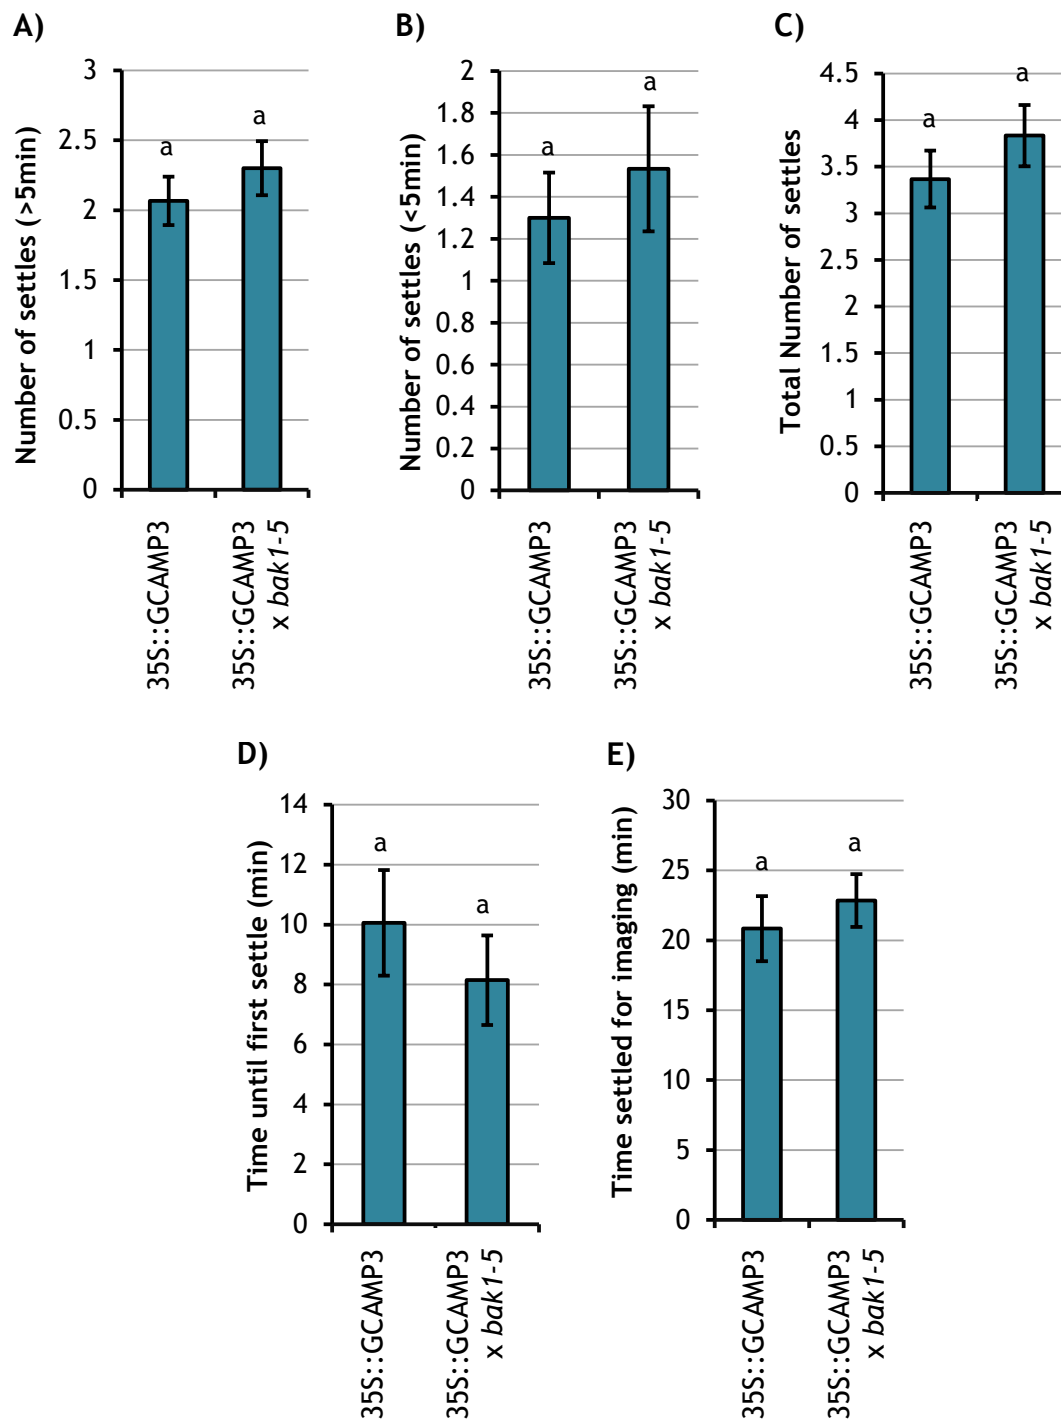 A)
Number of settles (>5min)
3
2.5
2
1.5
1
0.5
0
a
a
35S::GCAMP3
35S::GCAMP3
x bak1-5
B)
Number of settles (<5min)
2
1.8
1.6
1.4
1.2
1
0.8
0.6
0.4
0.2
0
a
a
35S::GCAMP3
35S::GCAMP3
x bak1-5
C)
Total Number of settles
4.5
4
3.5
3
2.5
2
1.5
1
0.5
0
a
a
35S::GCAMP3
35S::GCAMP3
x bak1-5
D)
Time until first settle (min)
14
12
10
8
6
4
2
0
a
a
35S::GCAMP3
35S::GCAMP3
x bak1-5
E)
Time settled for imaging (min)
30
25
20
15
10
5
0
a
a
35S::GCAMP3
35S::GCAMP3
x bak1-5